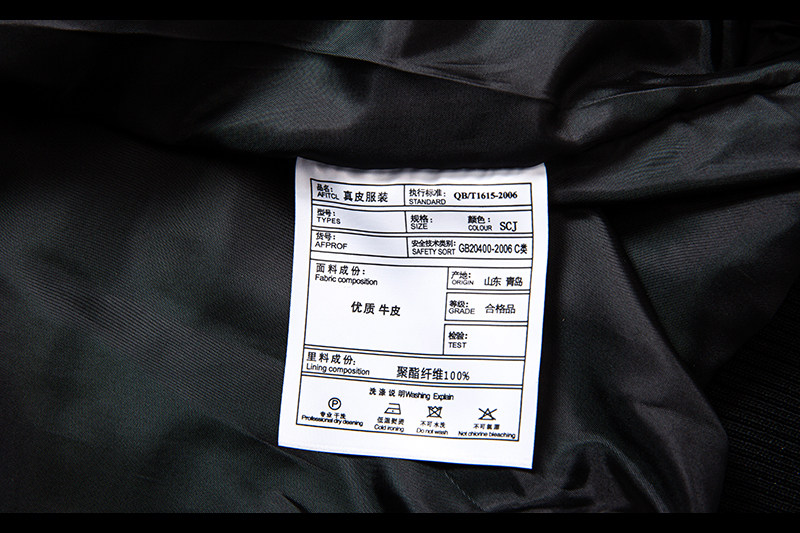 品名: 真皮服装 执行标准: QB/T1615-2006
APITCL STANDARD
型号: 规格: 颜色: SCJ
TYPES SIZE COLOUR
货号: 安全技术类别: GB20400-2006 C类
AFPROF SAFETY SORT
面料成份: 产地: 山东 青岛
Fabric composition ORIGIN
优质 牛皮 等级: 合格品
GRADE
检验:
TEST
里料成份: 聚酯纤维100%
Lining composition
洗涤说明Washing Explain
P
专业干洗 低温熨烫 不可水洗 不可氯漂
Professional dry cleaning Cold ironing Do not wash Not chlorine bleaching